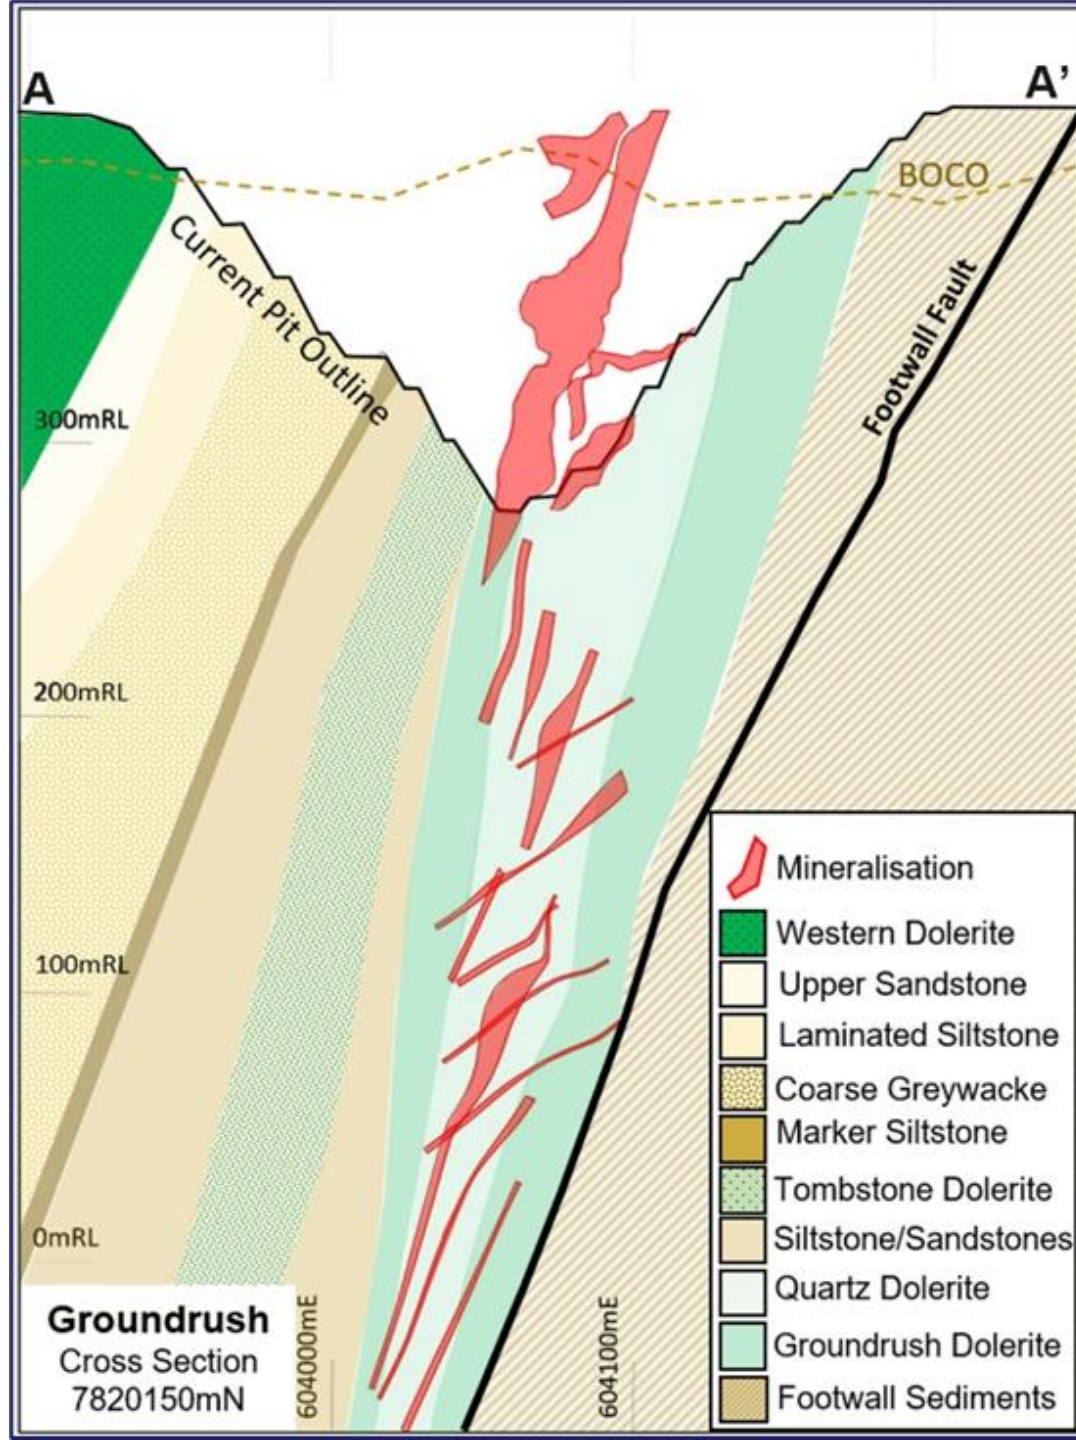 A
A’
BOCO
Current Pit Outline
Footwall Fault
300mRL
200mRL
100mRL
0mRL
Mineralisation
Western Dolerite
Upper Sandstone
Laminated Siltstone
Coarse Greywacke
Marker Siltstone
Tombstone Dolerite
Siltstone/Sandstones
Quartz Dolerite
Groundrush Dolerite
Footwall Sediments
Groundrush
Cross Section
7820150mN
604000mE
604100mE